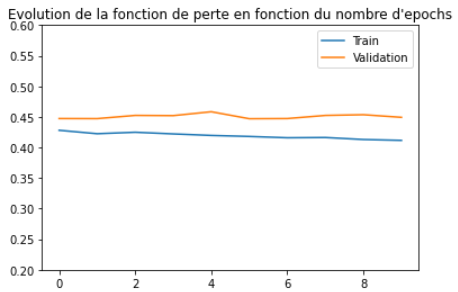 Evolution de la fonction de perte en fonction du nombre d'epochs
0.60
0.55
0.50
0.45
0.40
0.35
0.30
0.25
0.20
Train
Validation
0 2 4 6 8